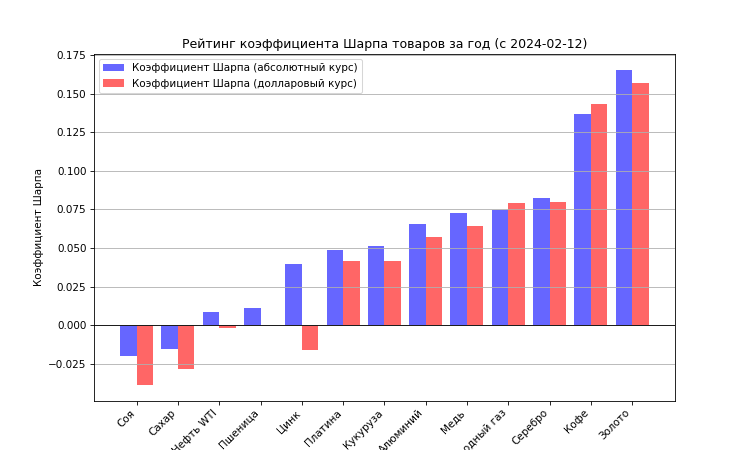 Рейтинг коэффициента Шарпа товаров за год (с 2024-02-12)
Коэффициент Шарпа (абсолютный курс)
Коэффициент Шарпа (долларовый курс)
Коэффициент Шарпа
0.175
0.150
0.125
0.100
0.075
0.050
0.025
0.000
−0.025
Соя
Сахар
Нефть WTI
Пшеница
Цинк
Платина
Кукуруза
Алюминий
Медь
одный газ
Серебро
Кофе
Золото